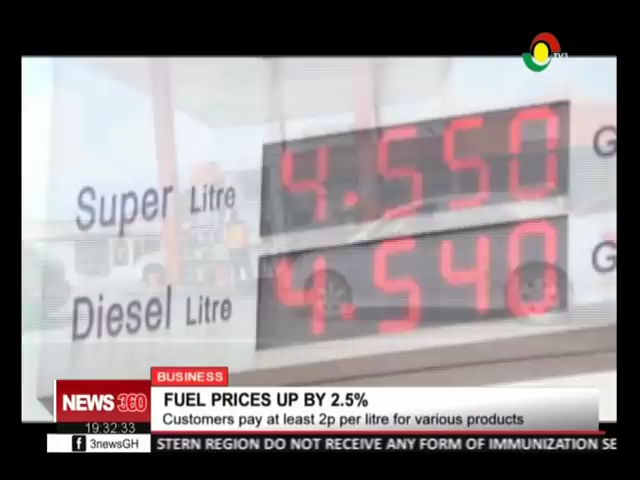 TV3
Super Litre 4.550 G
Diesel Litre 4.540 G
BUSINESS
NEWS 360
FUEL PRICES UP BY 2.5%
Customers pay at least 2p per litre for various products
19:32:33
3newsGH
STERN REGION DO NOT RECEIVE ANY FORM OF IMMUNIZATION SE